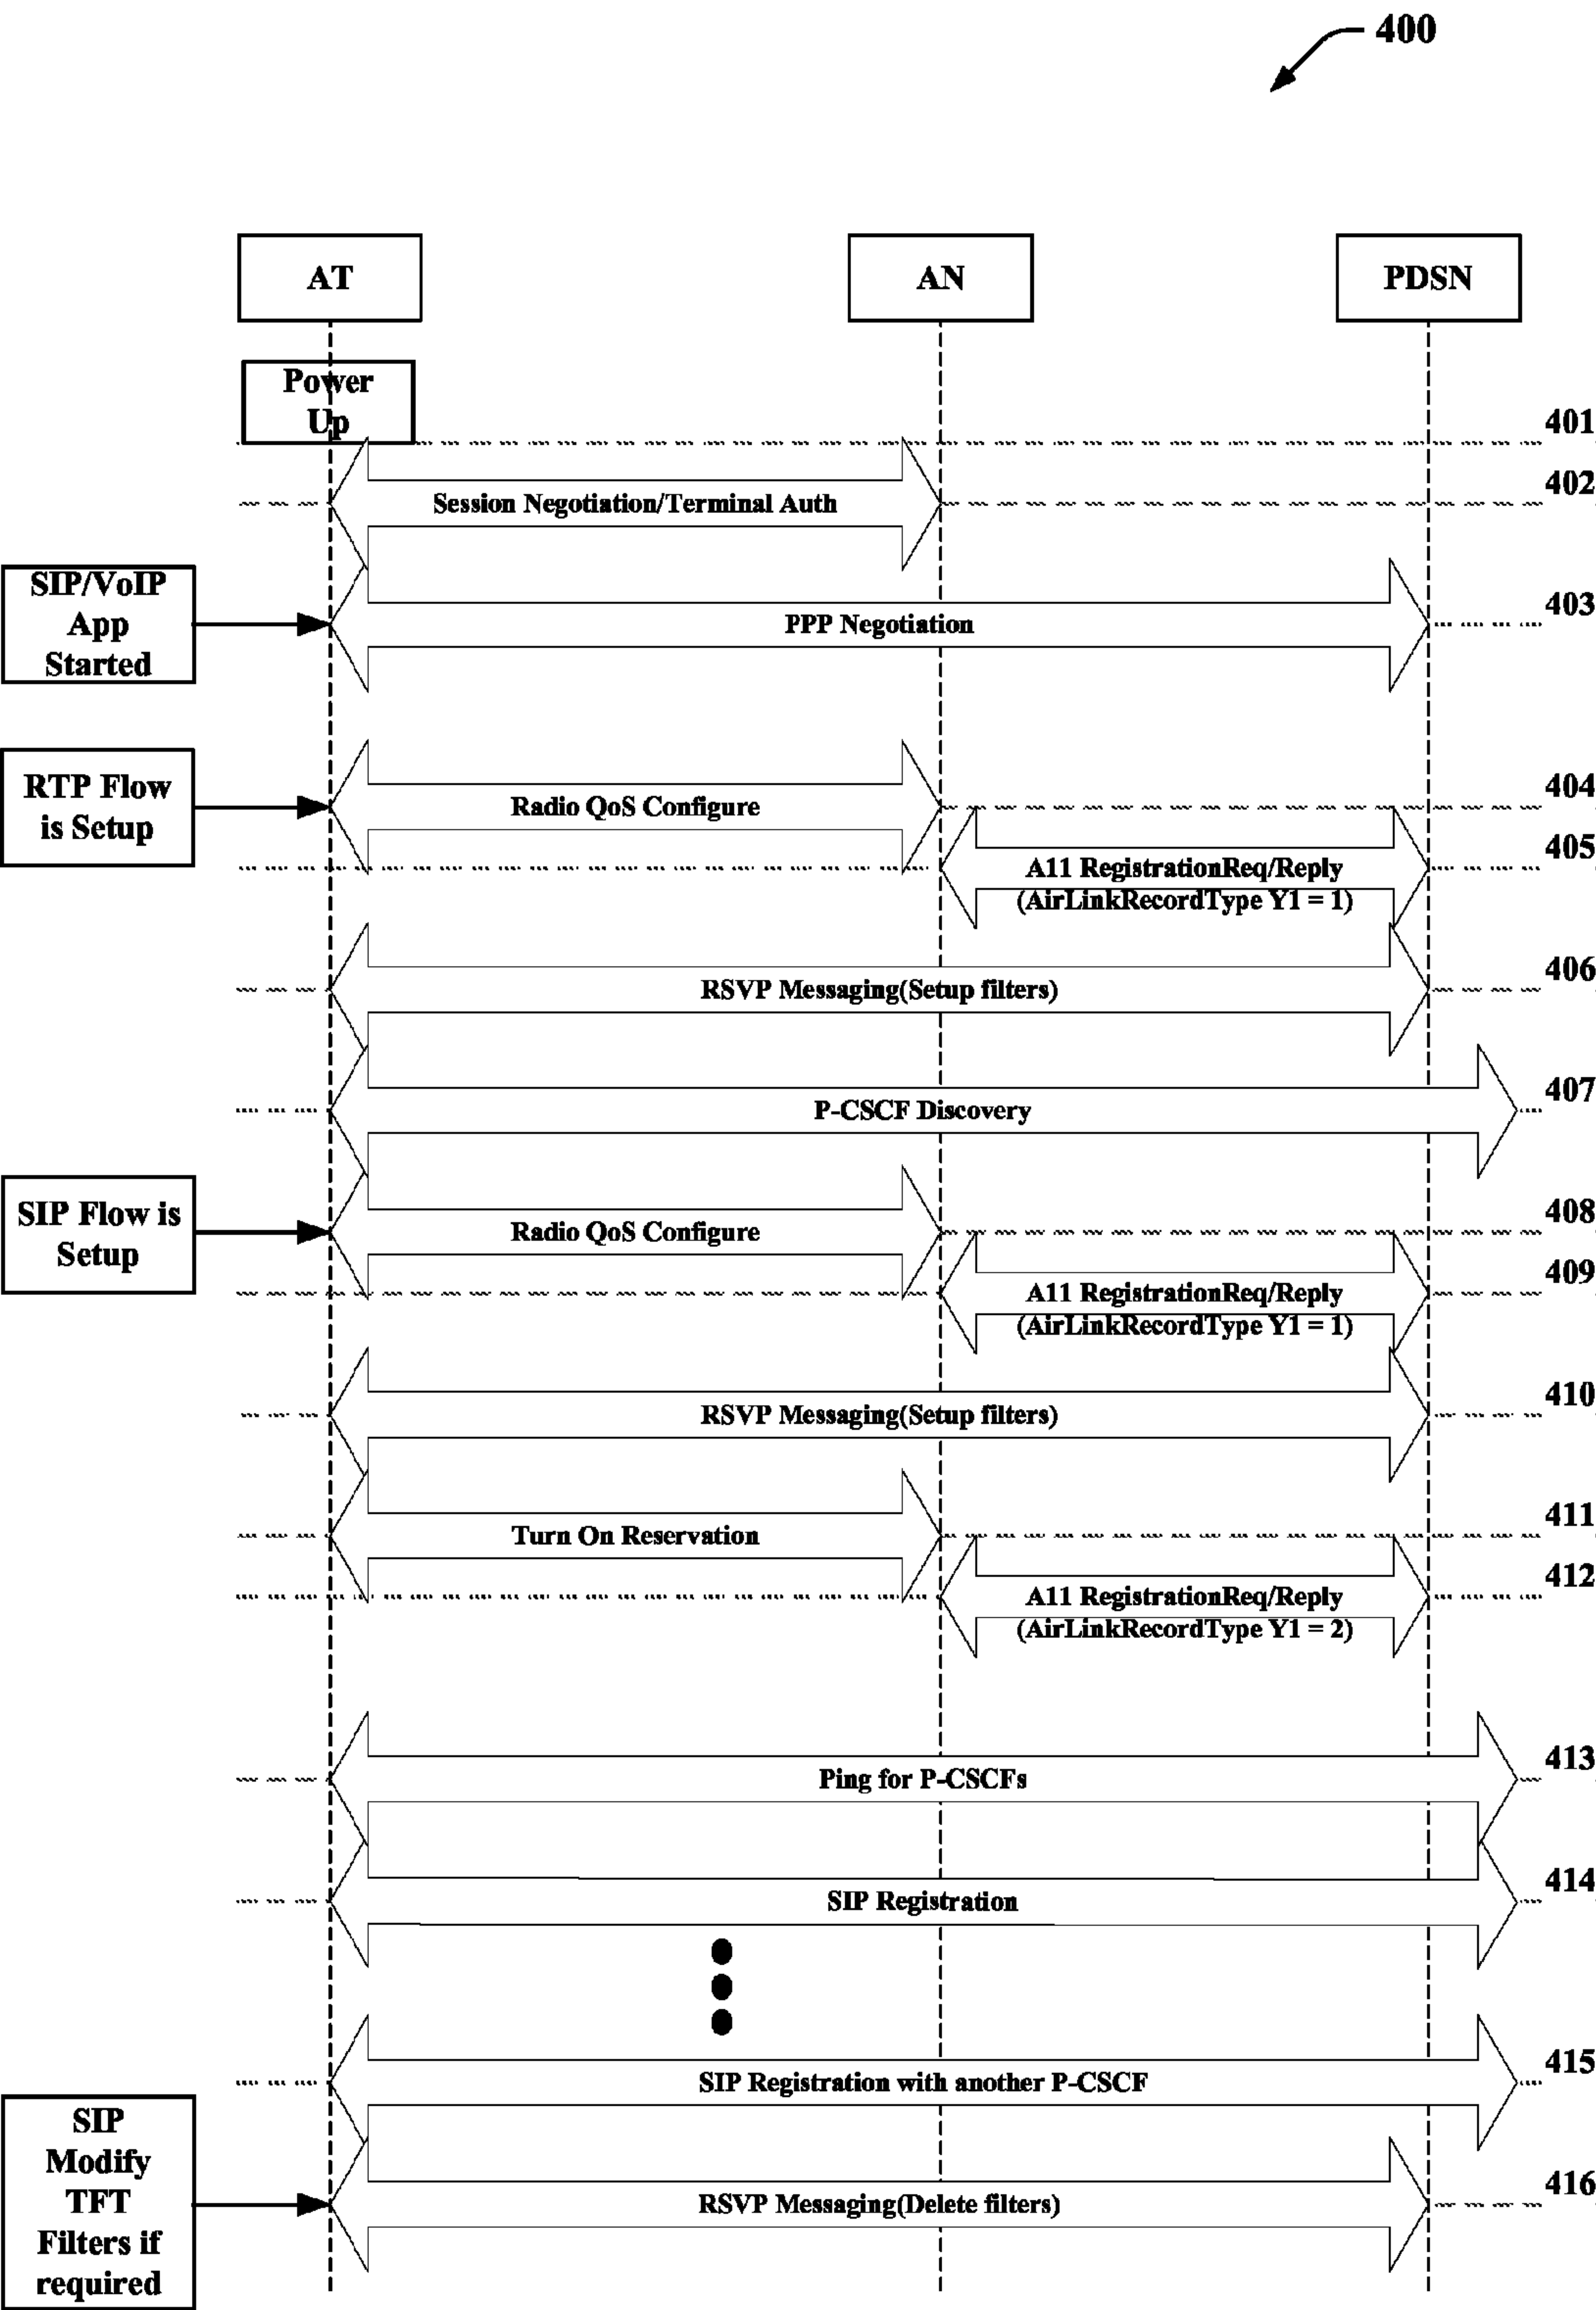 400
AT
AN
PDSN
Power
Up
401
Session Negotiation/Terminal Auth
402
SIP/VoIP
App
Started
PPP Negotiation
403
RTP Flow
is Setup
Radio QoS Configure
404
A11 RegistrationReq/Reply
(AirLinkRecordType Y1 = 1)
405
RSVP Messaging(Setup filters)
406
P-CSCF Discovery
407
SIP Flow is
Setup
Radio QoS Configure
408
A11 RegistrationReq/Reply
(AirLinkRecordType Y1 = 1)
409
RSVP Messaging(Setup filters)
410
Turn On Reservation
411
A11 RegistrationReq/Reply
(AirLinkRecordType Y1 = 2)
412
Ping for P-CSCFs
413
SIP Registration
414
SIP Registration with another P-CSCF
415
SIP
Modify
TFT
Filters if
required
RSVP Messaging(Delete filters)
416